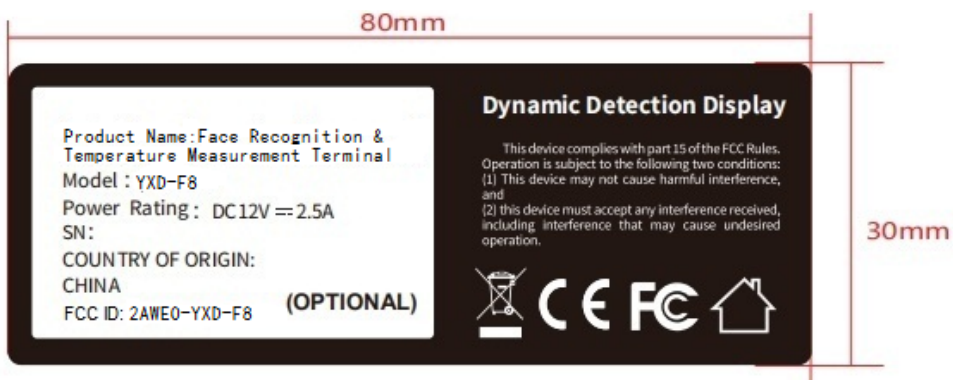 80mm
Product Name:Face Recognition &
Temperature Measurement Terminal
Model : YXD-F8
Power Rating : DC12V ⎓ 2.5A
SN:
COUNTRY OF ORIGIN:
CHINA
FCC ID: 2AWEO-YXD-F8
(OPTIONAL)
Dynamic Detection Display
This device complies with part 15 of the FCC Rules.
Operation is subject to the following two conditions:
(1) This device may not cause harmful interference,
and
(2) this device must accept any interference received,
including interference that may cause undesired
operation.
CE FC
30mm